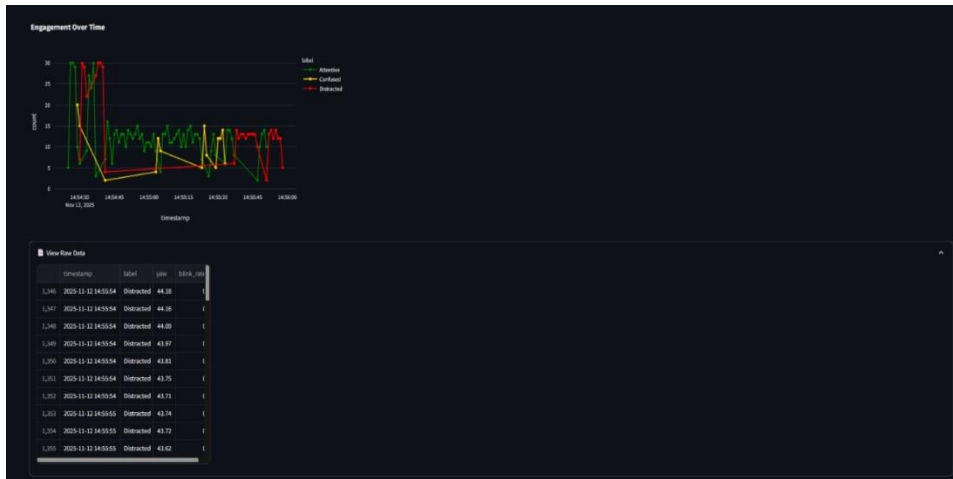 Engagement Over Time
label
Attentive
Confused
Distracted
count
30
25
20
15
10
5
0
14:54:30 14:54:45 14:55:00 14:55:15 14:55:30 14:55:45 14:56:00
Nov 12, 2025
timestamp
View Raw Data
timestamp label yaw blink_rate
1,346 2025-11-12 14:55:54 Distracted 44.18
1,347 2025-11-12 14:55:54 Distracted 44.16
1,348 2025-11-12 14:55:54 Distracted 44.09
1,349 2025-11-12 14:55:54 Distracted 43.97
1,350 2025-11-12 14:55:54 Distracted 43.81
1,351 2025-11-12 14:55:54 Distracted 43.75
1,352 2025-11-12 14:55:54 Distracted 43.71
1,353 2025-11-12 14:55:55 Distracted 43.74
1,354 2025-11-12 14:55:55 Distracted 43.72
1,355 2025-11-12 14:55:55 Distracted 43.62